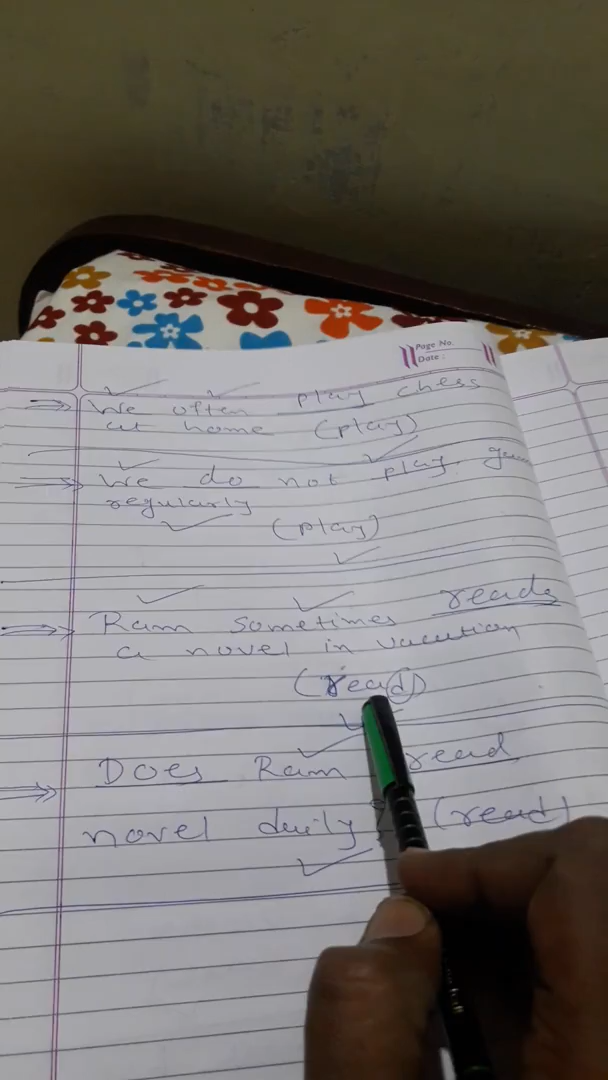 Page No.
Date :
We often play chess
at home (play)
We do not play
regularly
(play)
Ram sometimes reads
a novel in vacation
(read)
Does Ram read
novel daily ? (read)